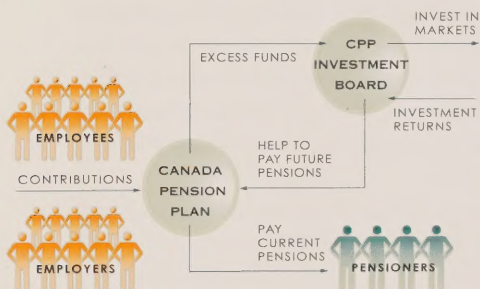 INVEST IN
MARKETS
EXCESS FUNDS
CPP
INVESTMENT
BOARD
INVESTMENT
RETURNS
EMPLOYEES
HELP TO
PAY FUTURE
PENSIONS
CONTRIBUTIONS
CANADA
PENSION
PLAN
PAY
CURRENT
PENSIONS
EMPLOYERS
PENSIONERS